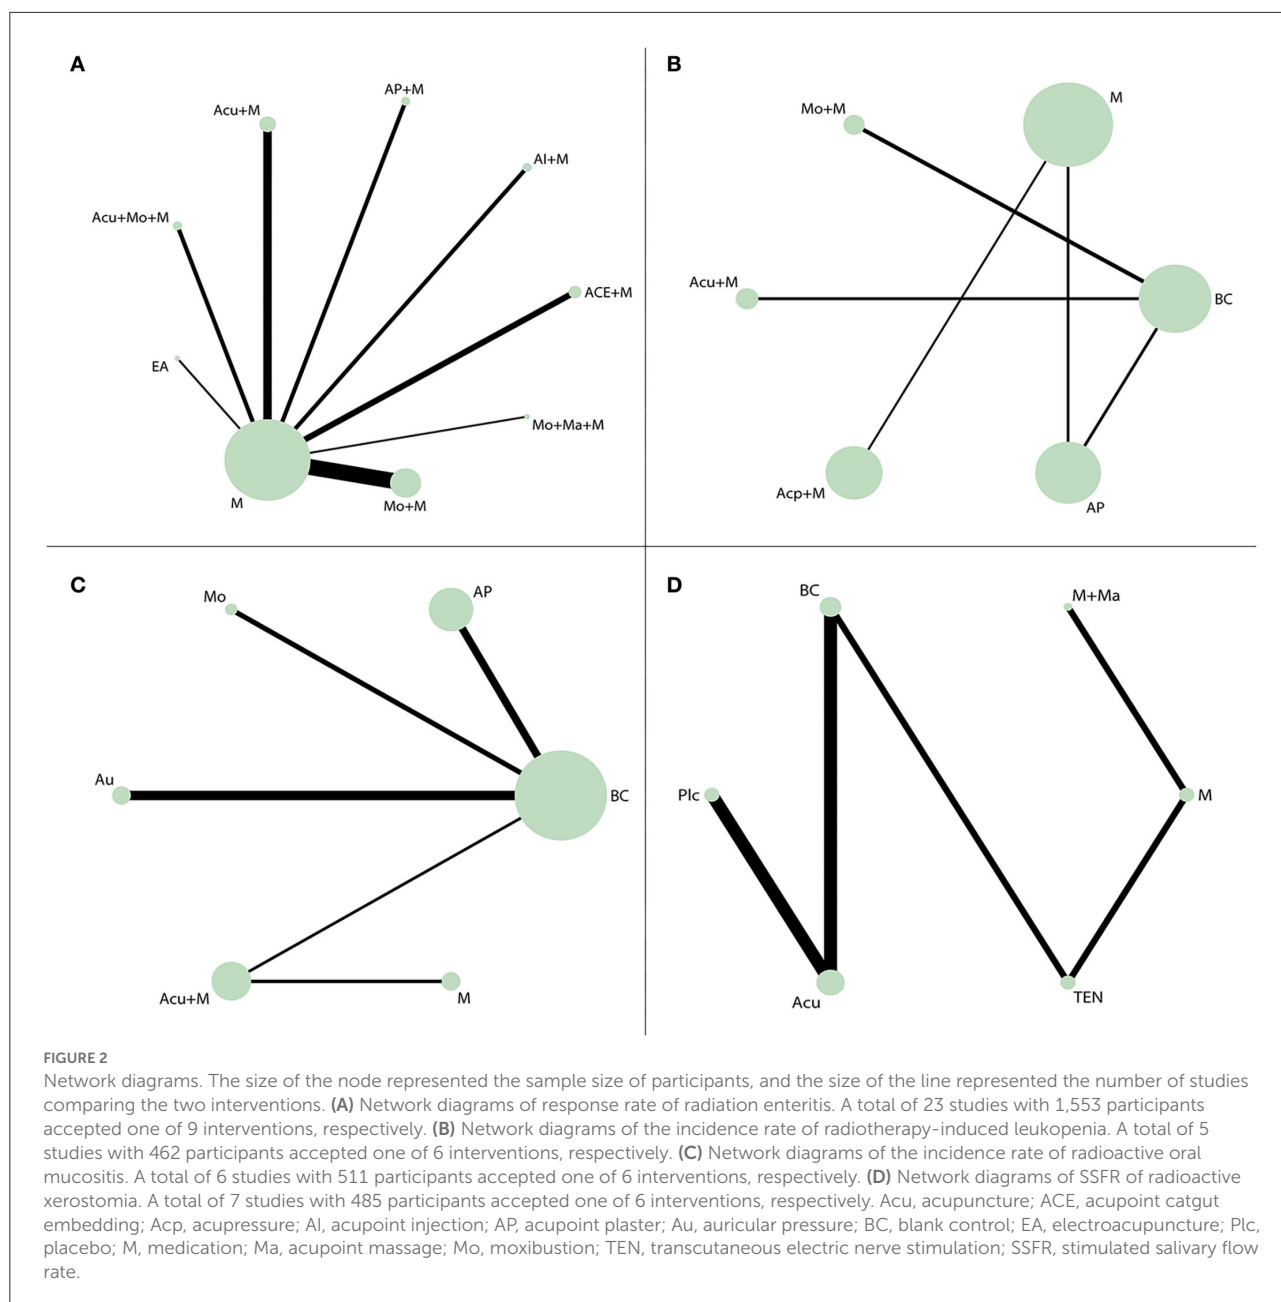 A
AP+M
Acu+M
AI+M
Acu+Mo+M
ACE+M
EA
Mo+Ma+M
M
Mo+M
B
M
Mo+M
Acu+M
BC
Acp+M
AP
C
AP
Mo
Au
BC
Acu+M
M
D
BC
M+Ma
Plc
M
Acu
TEN
FIGURE 2
Network diagrams. The size of the node represented the sample size of participants, and the size of the line represented the number of studies
comparing the two interventions. (A) Network diagrams of response rate of radiation enteritis. A total of 23 studies with 1,553 participants
accepted one of 9 interventions, respectively. (B) Network diagrams of the incidence rate of radiotherapy-induced leukopenia. A total of 5
studies with 462 participants accepted one of 6 interventions, respectively. (C) Network diagrams of the incidence rate of radioactive oral
mucositis. A total of 6 studies with 511 participants accepted one of 6 interventions, respectively. (D) Network diagrams of SSFR of radioactive
xerostomia. A total of 7 studies with 485 participants accepted one of 6 interventions, respectively. Acu, acupuncture; ACE, acupoint catgut
embedding; Acp, acupressure; AI, acupoint injection; AP, acupoint plaster; Au, auricular pressure; BC, blank control; EA, electroacupuncture; Plc,
placebo; M, medication; Ma, acupoint massage; Mo, moxibustion; TEN, transcutaneous electric nerve stimulation; SSFR, stimulated salivary flow
rate.